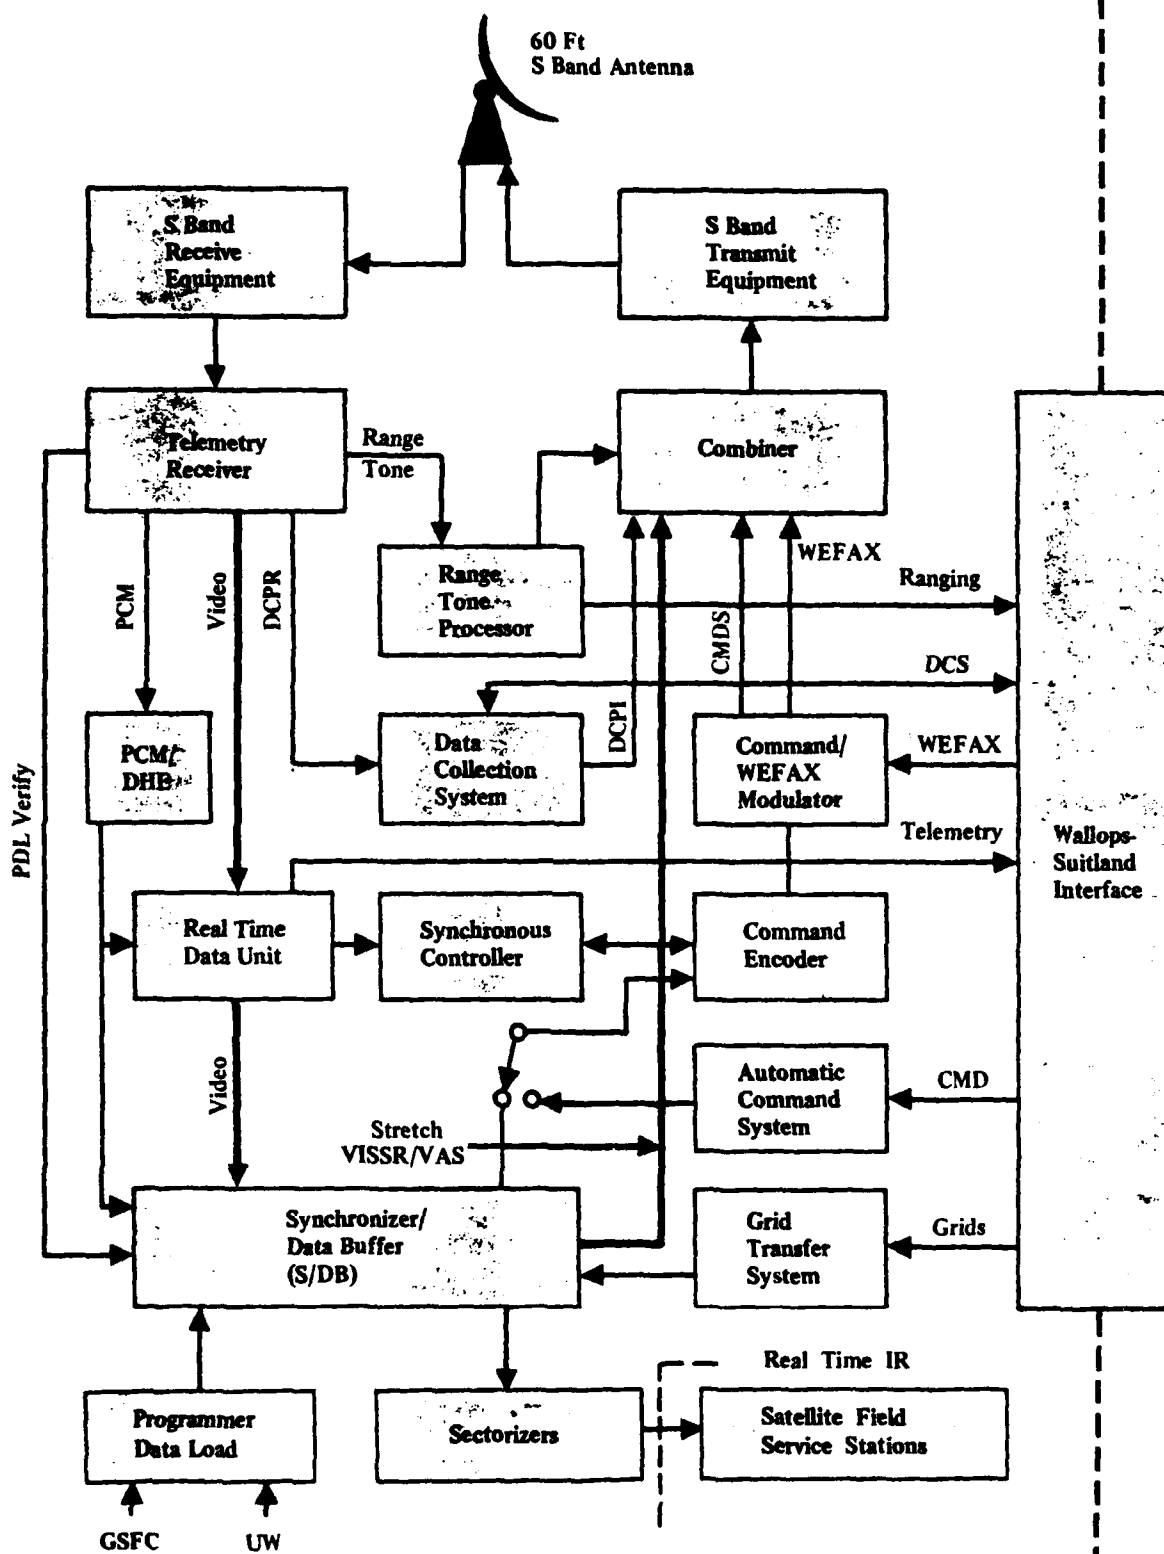 60 Ft
S Band Antenna
S Band
Receive
Equipment
S Band
Transmit
Equipment
Telemetry
Receiver
Range
Tone
Combiner
PCM
Video
DCPR
Range
Tone
Processor
WEFAX
Ranging
CMDS
DCS
DCPI
PCM/
DHE
Data
Collection
System
Command/
WEFAX
Modulator
WEFAX
PDL Verify
Telemetry
Wallops-
Suitland
Interface
Real Time
Data Unit
Synchronous
Controller
Command
Encoder
Video
Automatic
Command
System
CMD
Stretch
VISSR/VAS
Synchronizer/
Data Buffer
(S/DB)
Grid
Transfer
System
Grids
Real Time IR
Programmer
Data Load
Sectorizers
Satellite Field
Service Stations
GSFC
UW